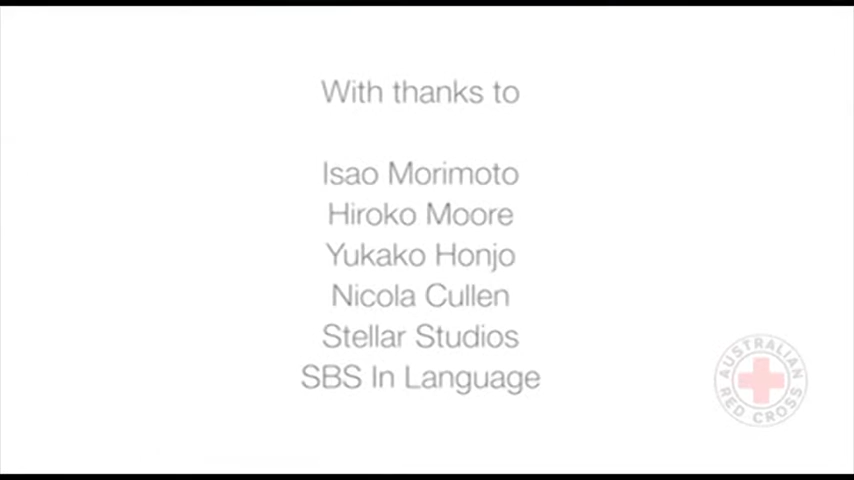 With thanks to
Isao Morimoto
Hiroko Moore
Yukako Honjo
Nicola Cullen
Stellar Studios
SBS In Language
AUSTRALIAN
RED CROSS